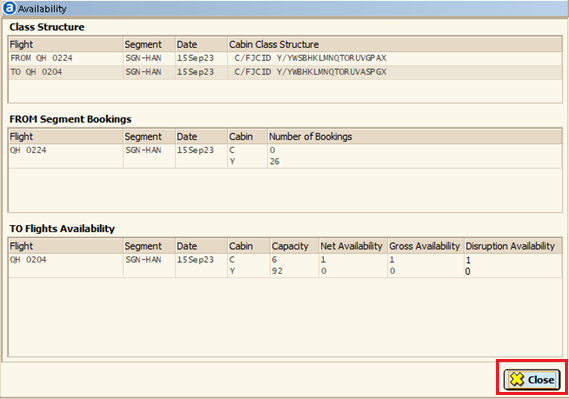 a Availability
Class Structure
Flight Segment Date Cabin Class Structure
FROM QH 0224 SGN-HAN 15Sep23 C/FJCID Y/YWSBHKLMNQTORUVGPAX
TO QH 0204 SGN-HAN 15Sep23 C/FJCID Y/YWBHKLMNQTORUVASPGX
FROM Segment Bookings
Flight Segment Date Cabin Number of Bookings
QH 0224 SGN-HAN 15Sep23 C 0
Y 26
TO Flights Availability
Flight Segment Date Cabin Capacity Net Availability Gross Availability Disruption Availability
QH 0204 SGN-HAN 15Sep23 C 6 1 1 1
Y 92 0 0 0
Close